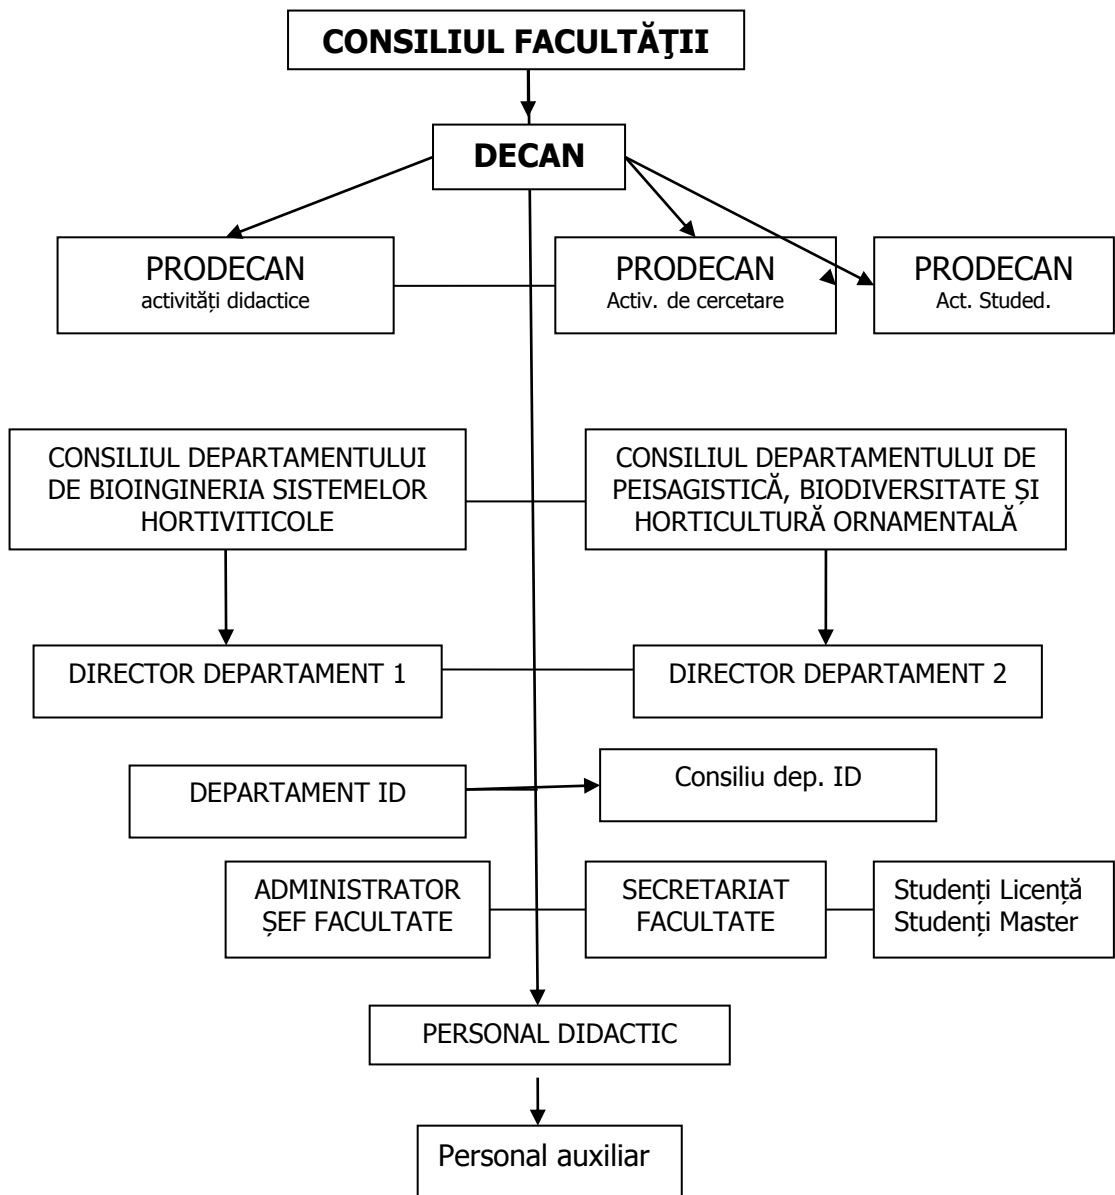 CONSILIUL FACULTĂŢII
DECAN
PRODECAN
activități didactice
PRODECAN
Activ. de cercetare
PRODECAN
Act. Studed.
CONSILIUL DEPARTAMENTULUI
DE BIOINGINERIA SISTEMELOR
HORTIVITICOLE
CONSILIUL DEPARTAMENTULUI DE
PEISAGISTICĂ, BIODIVERSITATE ȘI
HORTICULTURĂ ORNAMENTALĂ
DIRECTOR DEPARTAMENT 1
DIRECTOR DEPARTAMENT 2
DEPARTAMENT ID
Consiliu dep. ID
ADMINISTRATOR
ȘEF FACULTATE
SECRETARIAT
FACULTATE
Studenți Licență
Studenți Master
PERSONAL DIDACTIC
Personal auxiliar